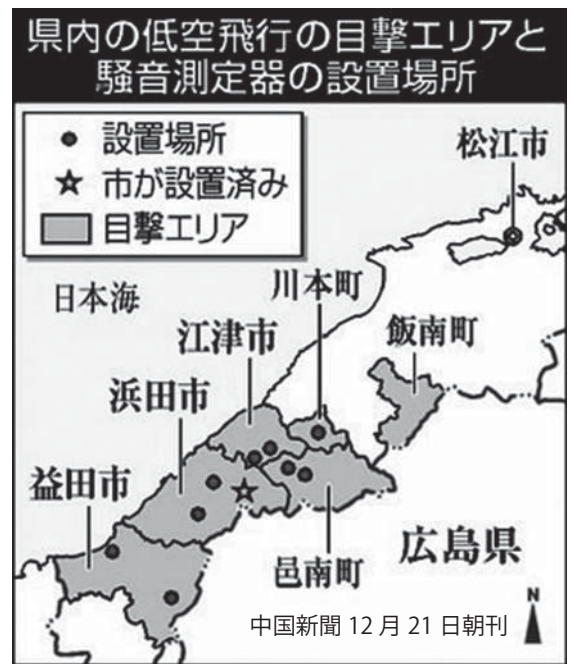 県内の低空飛行の目撃エリアと
騒音測定器の設置場所
設置場所
市が設置済み
目撃エリア
松江市
日本海
川本町
江津市
飯南町
浜田市
益田市
邑南町
広島県
N
中国新聞 12 月 21 日朝刊